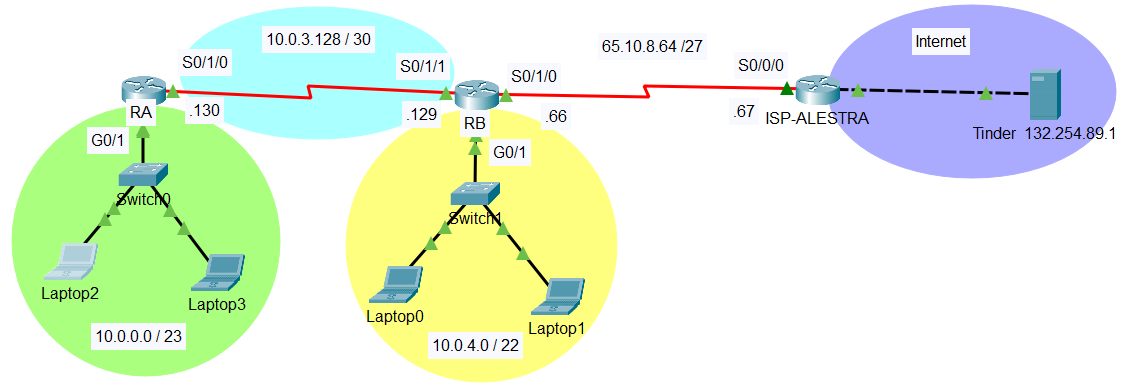 Internet
10.0.3.128 / 30
65.10.8.64 /27
S0/1/0
S0/1/1
S0/1/0
S0/0/0
RA
.130
.129
RB
.66
.67
ISP-ALESTRA
Tinder 132.254.89.1
G0/1
G0/1
Switch0
Switch1
Laptop2
Laptop3
Laptop0
Laptop1
10.0.0.0 / 23
10.0.4.0 / 22